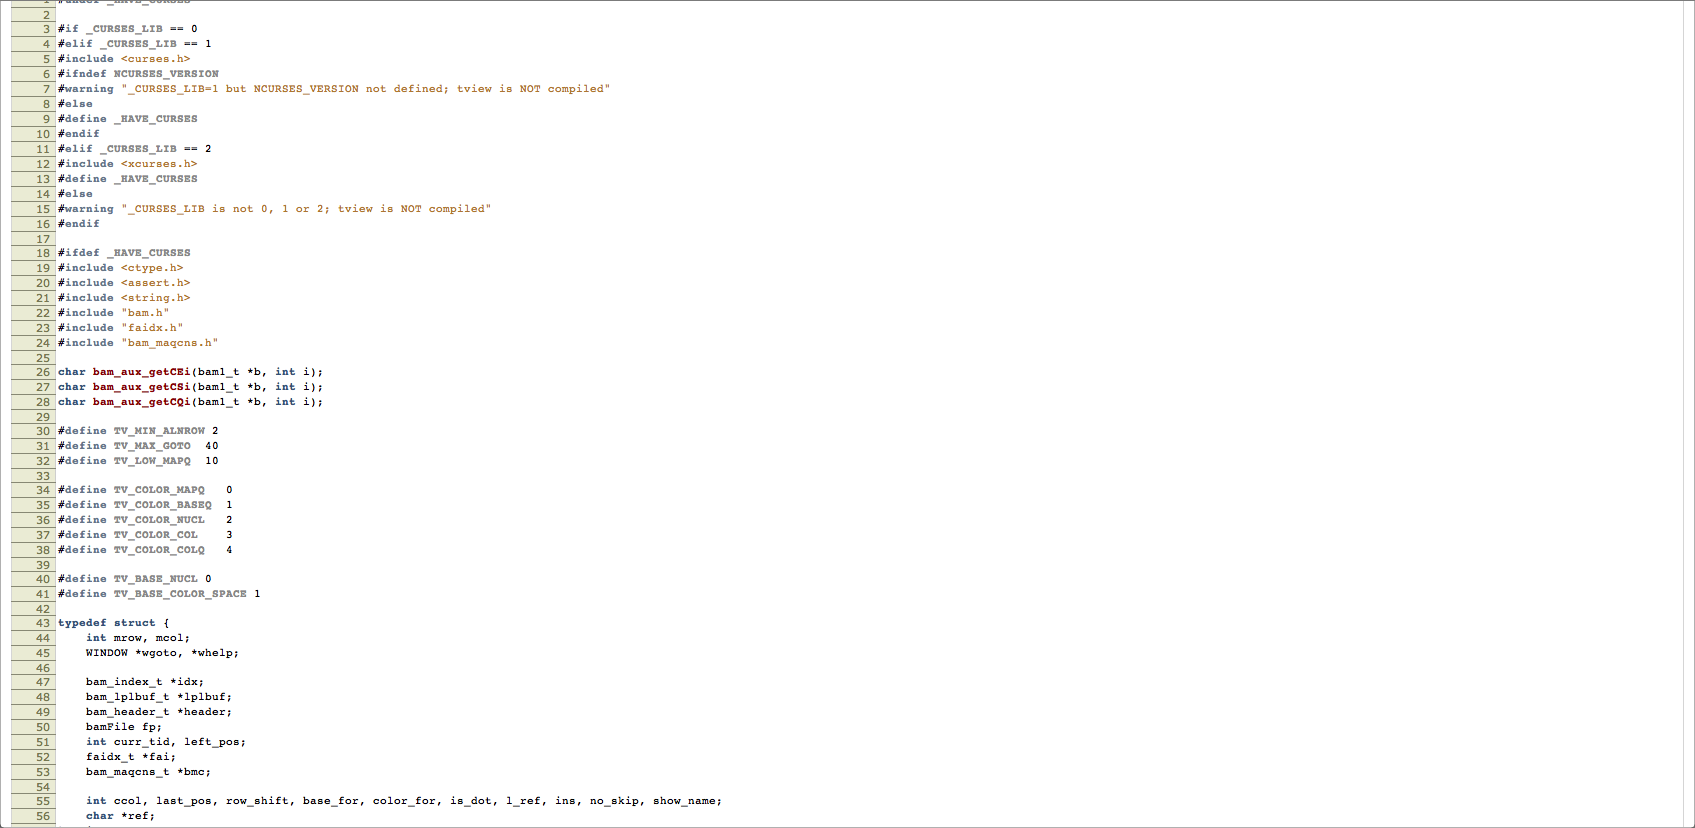 1 #undef _HAVE_CURSES
2
3 #if _CURSES_LIB == 0
4 #elif _CURSES_LIB == 1
5 #include <curses.h>
6 #ifndef NCURSES_VERSION
7 #warning "_CURSES_LIB=1 but NCURSES_VERSION not defined; tview is NOT compiled"
8 #else
9 #define _HAVE_CURSES
10 #endif
11 #elif _CURSES_LIB == 2
12 #include <xcurses.h>
13 #define _HAVE_CURSES
14 #else
15 #warning "_CURSES_LIB is not 0, 1 or 2; tview is NOT compiled"
16 #endif
17
18 #ifdef _HAVE_CURSES
19 #include <ctype.h>
20 #include <assert.h>
21 #include <string.h>
22 #include "bam.h"
23 #include "faidx.h"
24 #include "bam_maqcns.h"
25
26 char bam_aux_getCEi(bam1_t *b, int i);
27 char bam_aux_getCSi(bam1_t *b, int i);
28 char bam_aux_getCQi(bam1_t *b, int i);
29
30 #define TV_MIN_ALNROW 2
31 #define TV_MAX_GOTO  40
32 #define TV_LOW_MAPQ  10
33
34 #define TV_COLOR_MAPQ   0
35 #define TV_COLOR_BASEQ  1
36 #define TV_COLOR_NUCL   2
37 #define TV_COLOR_COL    3
38 #define TV_COLOR_COLQ   4
39
40 #define TV_BASE_NUCL 0
41 #define TV_BASE_COLOR_SPACE 1
42
43 typedef struct {
44     int mrow, mcol;
45     WINDOW *wgoto, *whelp;
46
47     bam_index_t *idx;
48     bam_lplbuf_t *lplbuf;
49     bam_header_t *header;
50     bamFile fp;
51     int curr_tid, left_pos;
52     faidx_t *fai;
53     bam_maqcns_t *bmc;
54
55     int ccol, last_pos, row_shift, base_for, color_for, is_dot, l_ref, ins, no_skip, show_name;
56     char *ref;